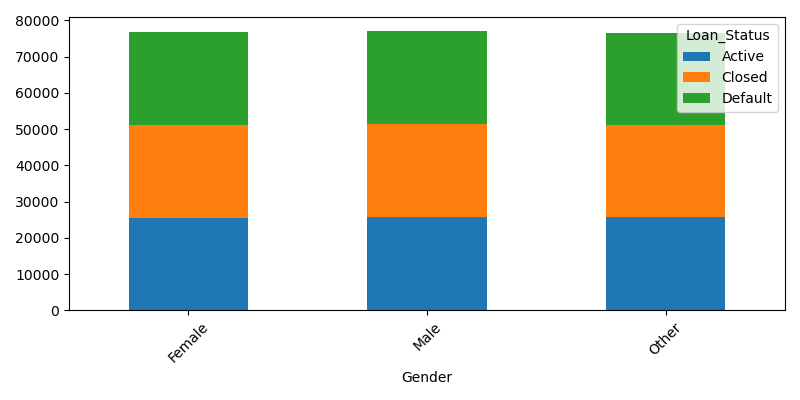 80000
70000
60000
50000
40000
30000
20000
10000
0
Loan_Status
Active
Closed
Default
Female
Male
Other
Gender